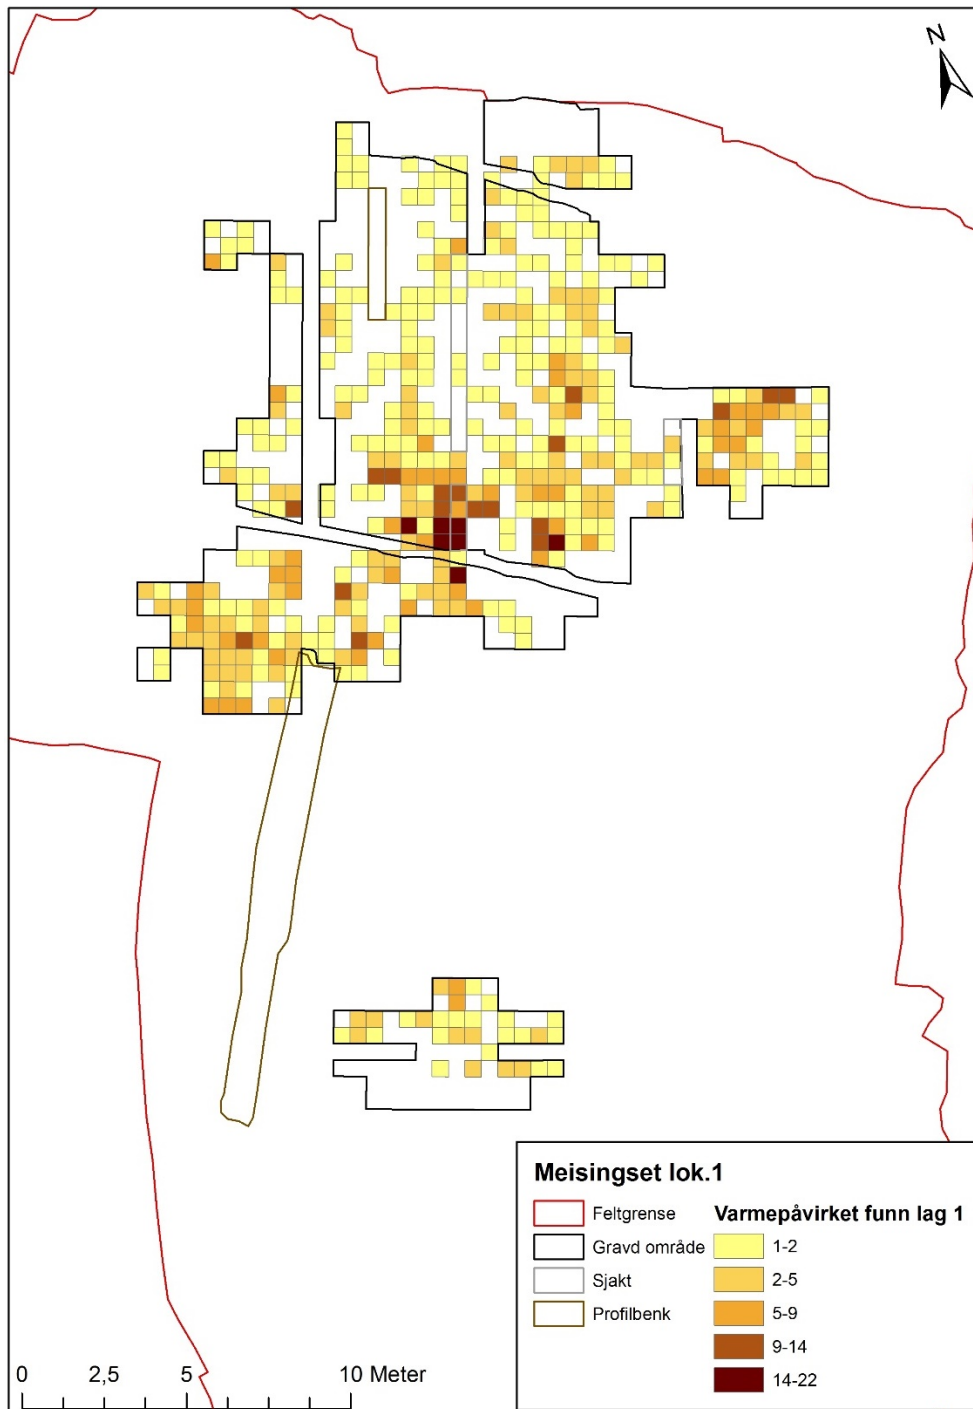 N
Meisingset lok.1
Feltgrense
Gravd område
Sjakt
Profilbenk
Varmepåvirket funn lag 1
1-2
2-5
5-9
9-14
14-22
0 2,5 5 10 Meter